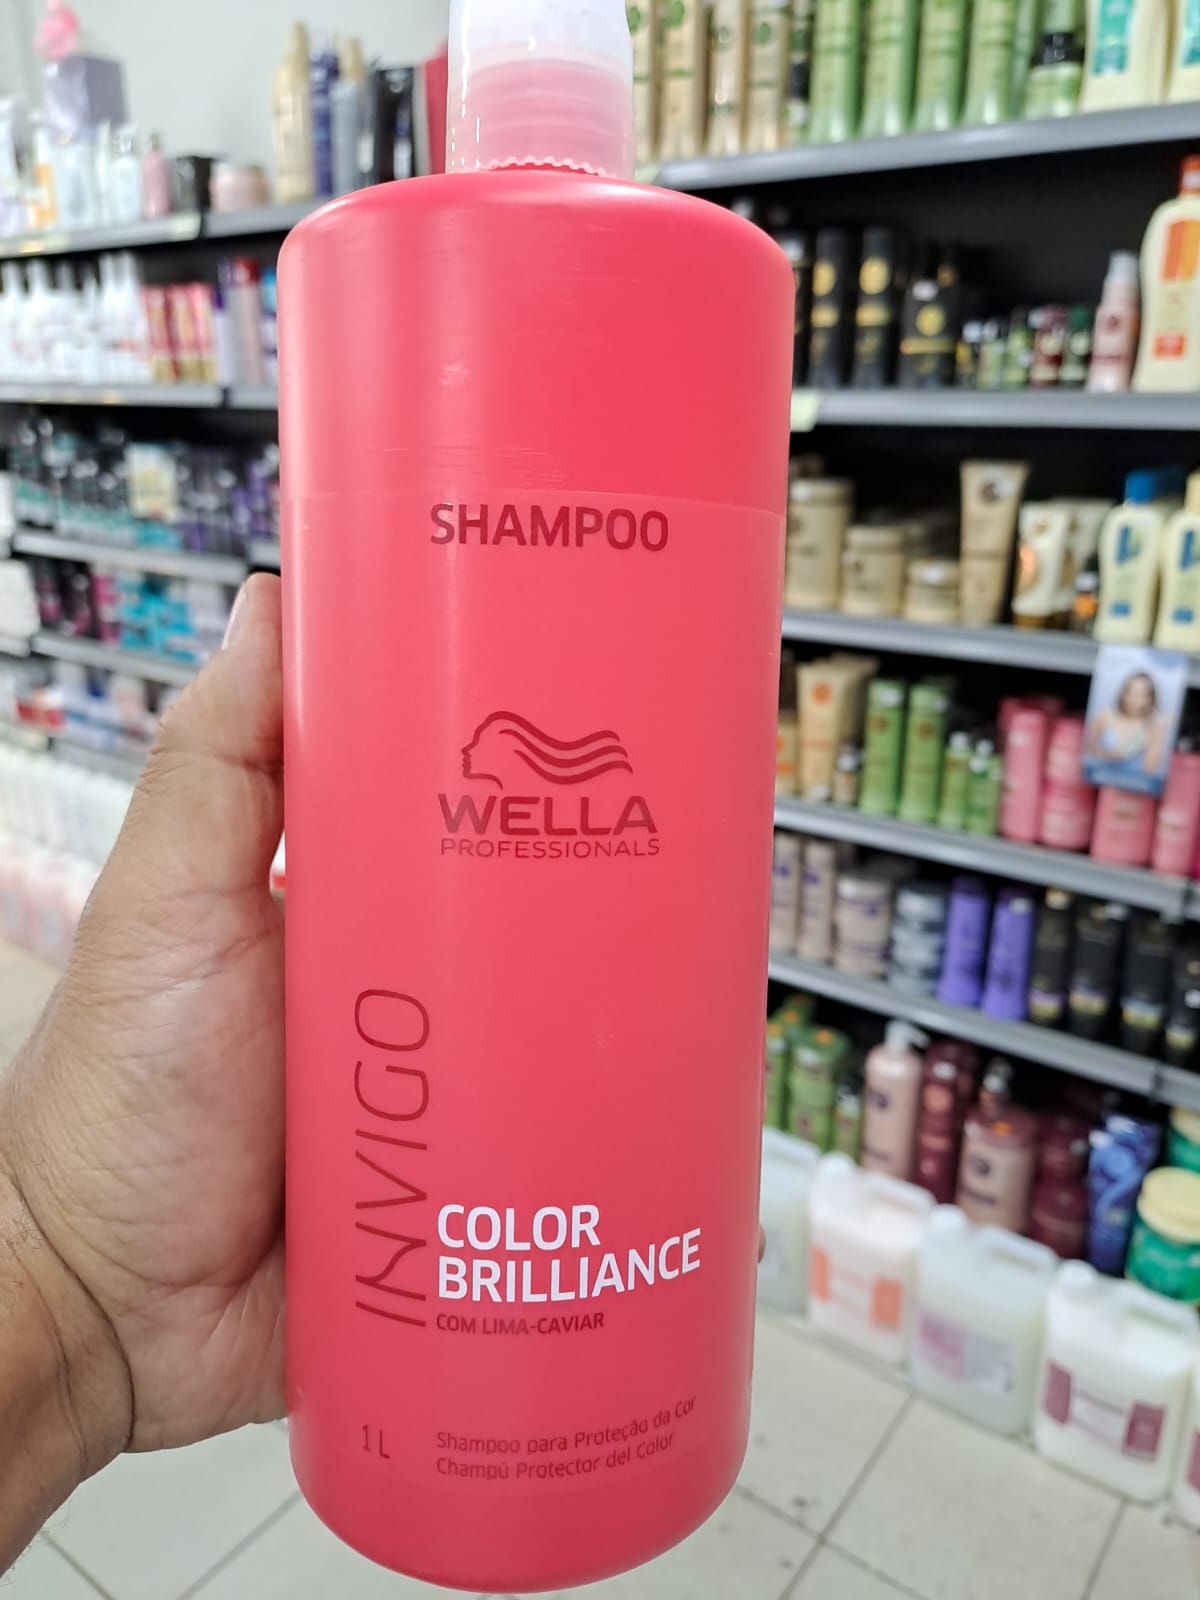 SHAMPOO
WELLA
PROFESSIONALS
INVIGO
COLOR
BRILLIANCE
COM LIMA-CAVIAR
1 L
Shampoo para Proteção da Cor
Champú Protector del Color